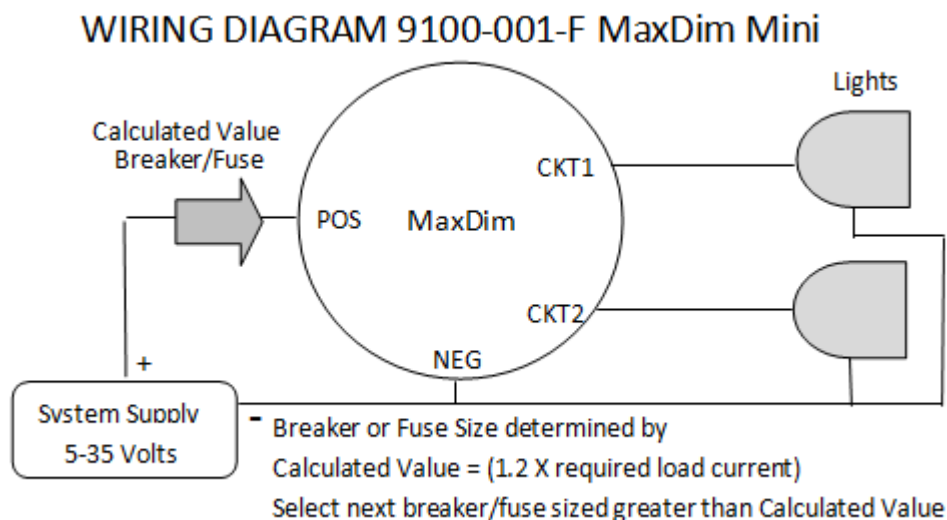 WIRING DIAGRAM 9100-001-F MaxDim Mini
Lights
Calculated Value
Breaker/Fuse
CKT1
POS
MaxDim
CKT2
NEG
+
System Supply
5-35 Volts
-
Breaker or Fuse Size determined by
Calculated Value = (1.2 X required load current)
Select next breaker/fuse sized greater than Calculated Value